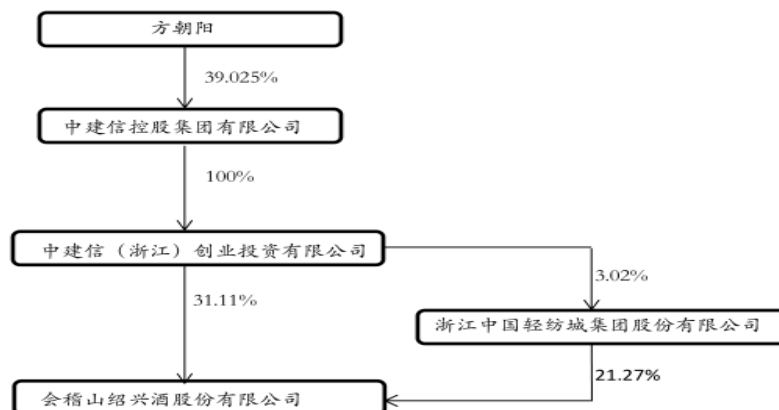 方朝阳
39.025%
中建信控股集团有限公司
100%
中建信（浙江）创业投资有限公司
31.11%
3.02%
浙江中国轻纺城集团股份有限公司
21.27%
会稽山绍兴酒股份有限公司